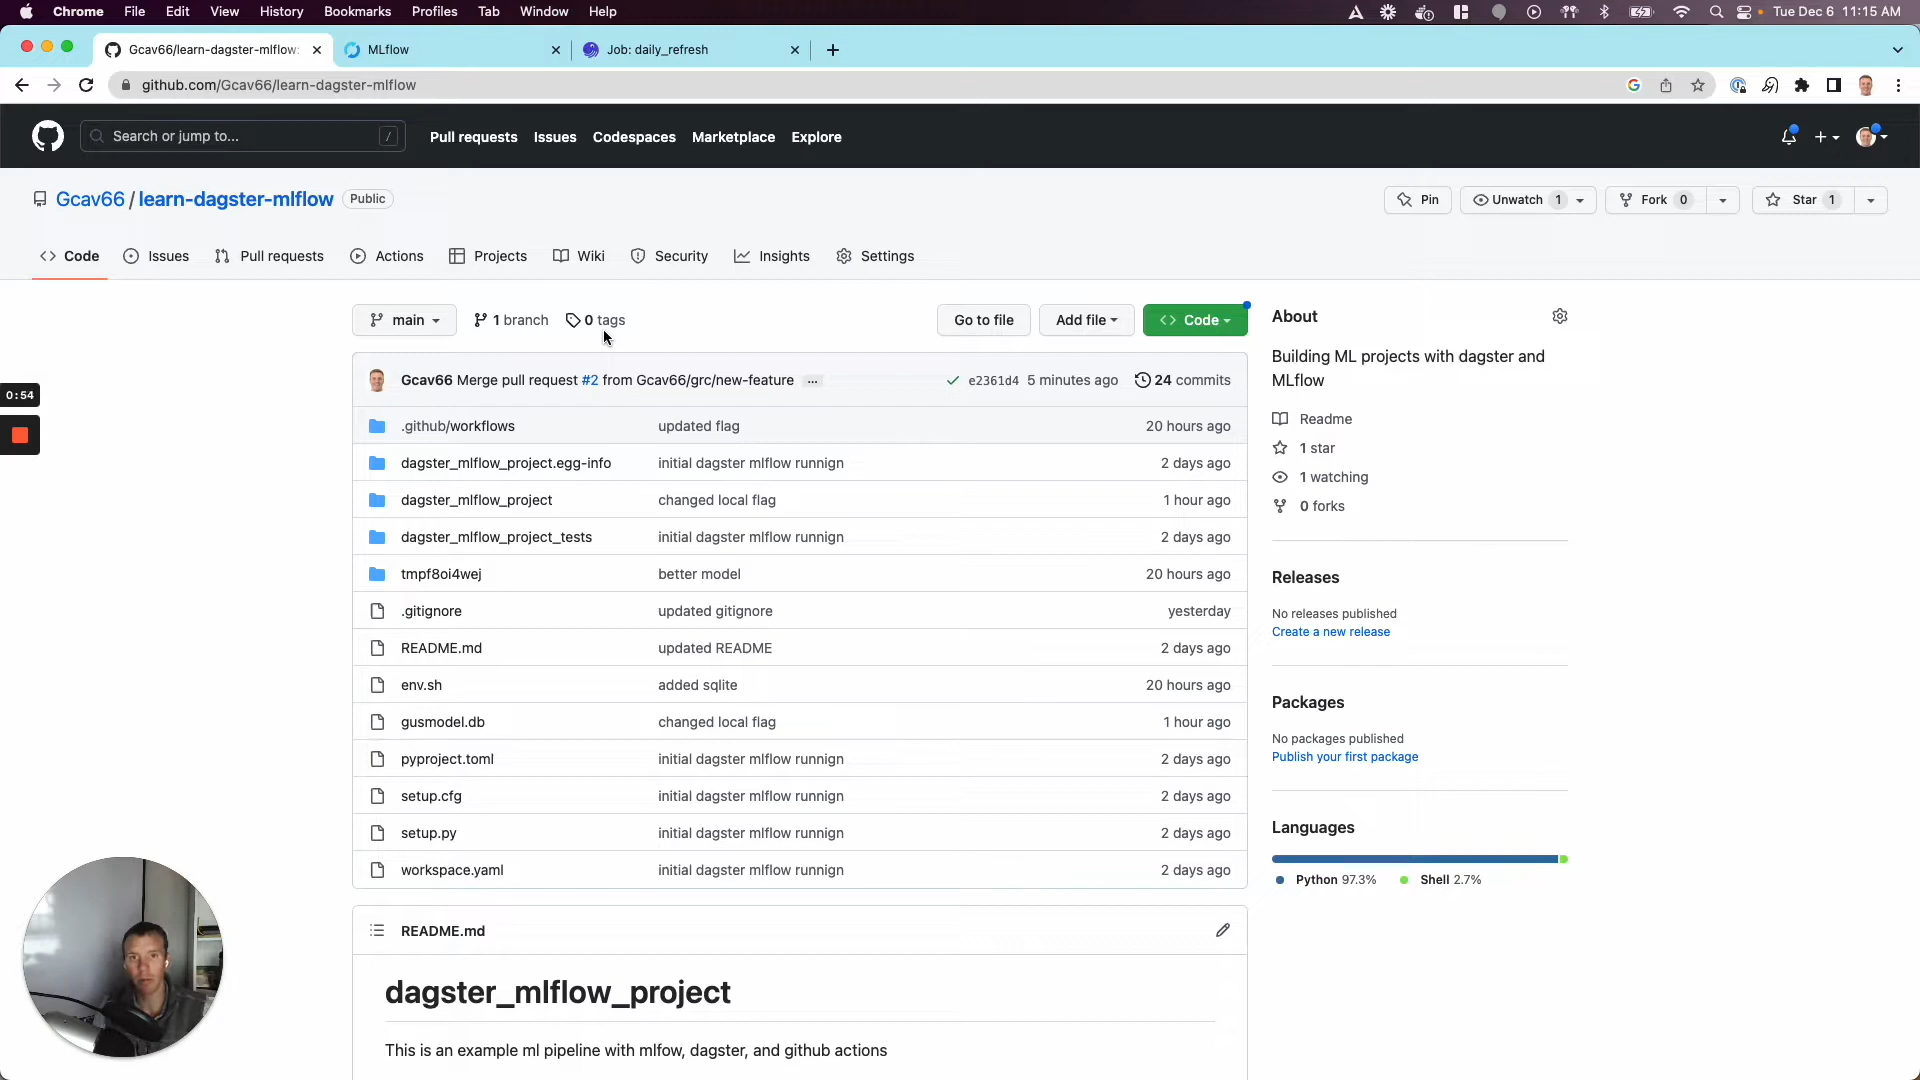 Chrome File Edit View History Bookmarks Profiles Tab Window Help Tue Dec 6 11:15 AM
Gcav66/learn-dagster-mlflow: MLflow Job: daily_refresh
github.com/Gcav66/learn-dagster-mlflow
Search or jump to... / Pull requests Issues Codespaces Marketplace Explore
Gcav66 / learn-dagster-mlflow Public Pin Unwatch 1 Fork 0 Star 1
Code Issues Pull requests Actions Projects Wiki Security Insights Settings
main 1 branch 0 tags Go to file Add file Code
Gcav66 Merge pull request #2 from Gcav66/grc/new-feature ... e2361d4 5 minutes ago 24 commits
.github/workflows updated flag 20 hours ago
dagster_mlflow_project.egg-info initial dagster mlflow runnign 2 days ago
dagster_mlflow_project changed local flag 1 hour ago
dagster_mlflow_project_tests initial dagster mlflow runnign 2 days ago
tmpf8oi4wej better model 20 hours ago
.gitignore updated gitignore yesterday
README.md updated README 2 days ago
env.sh added sqlite 20 hours ago
gusmodel.db changed local flag 1 hour ago
pyproject.toml initial dagster mlflow runnign 2 days ago
setup.cfg initial dagster mlflow runnign 2 days ago
setup.py initial dagster mlflow runnign 2 days ago
workspace.yaml initial dagster mlflow runnign 2 days ago
README.md
dagster_mlflow_project
This is an example ml pipeline with mlfow, dagster, and github actions
About
Building ML projects with dagster and
MLflow
Readme
1 star
1 watching
0 forks
Releases
No releases published
Create a new release
Packages
No packages published
Publish your first package
Languages
Python 97.3% Shell 2.7%
0:54